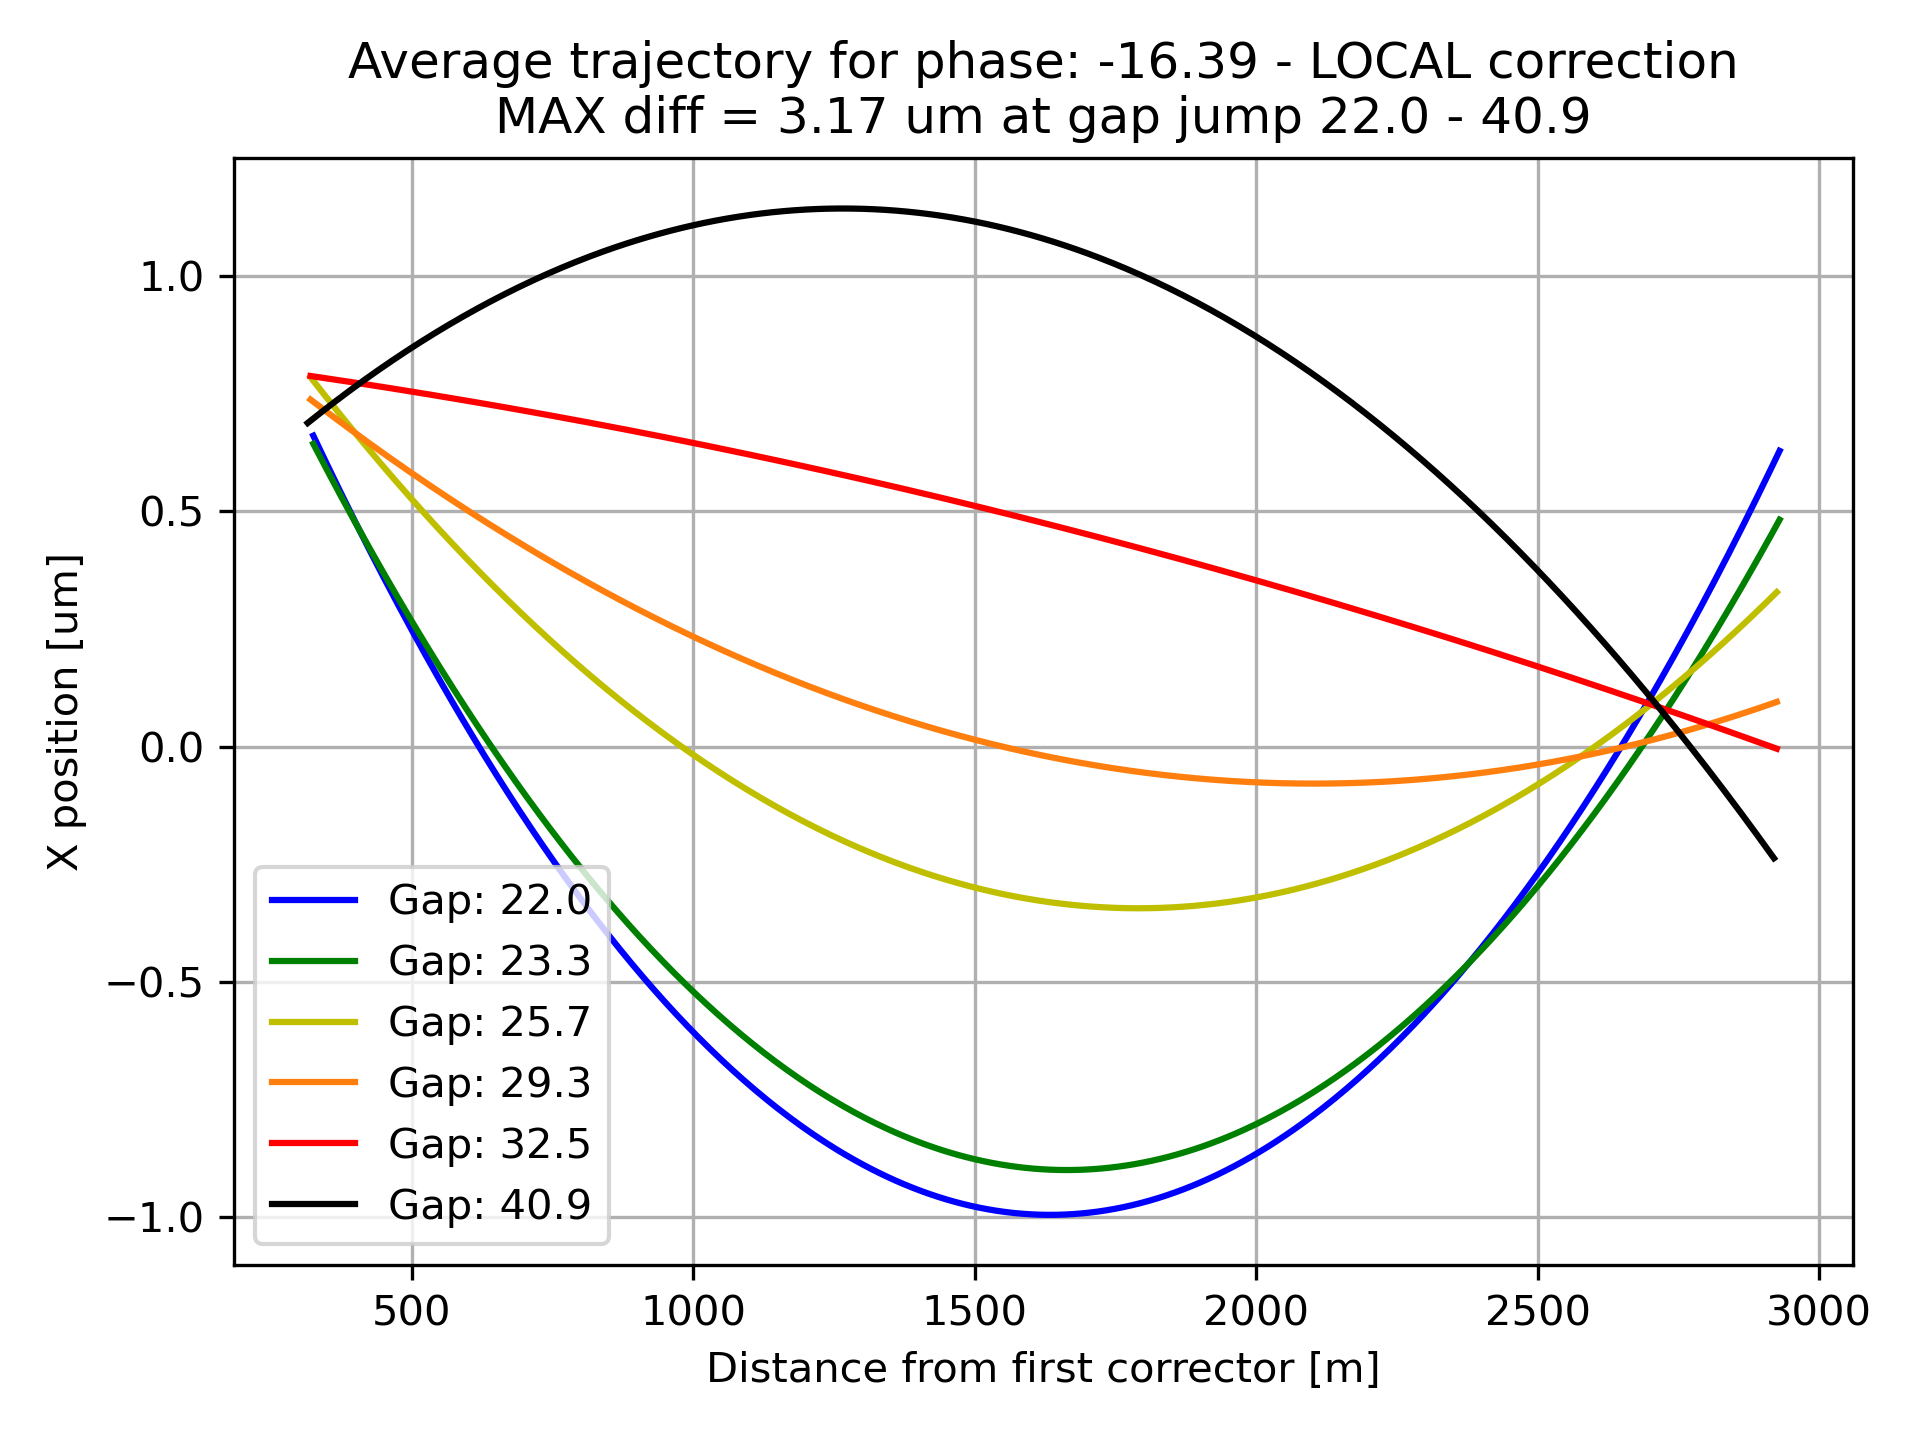 Average trajectory for phase: -16.39 - LOCAL correction
MAX diff = 3.17 um at gap jump 22.0 - 40.9
X position [um]
1.0
0.5
0.0
−0.5
−1.0
Gap: 22.0
Gap: 23.3
Gap: 25.7
Gap: 29.3
Gap: 32.5
Gap: 40.9
500 1000 1500 2000 2500 3000
Distance from first corrector [m]